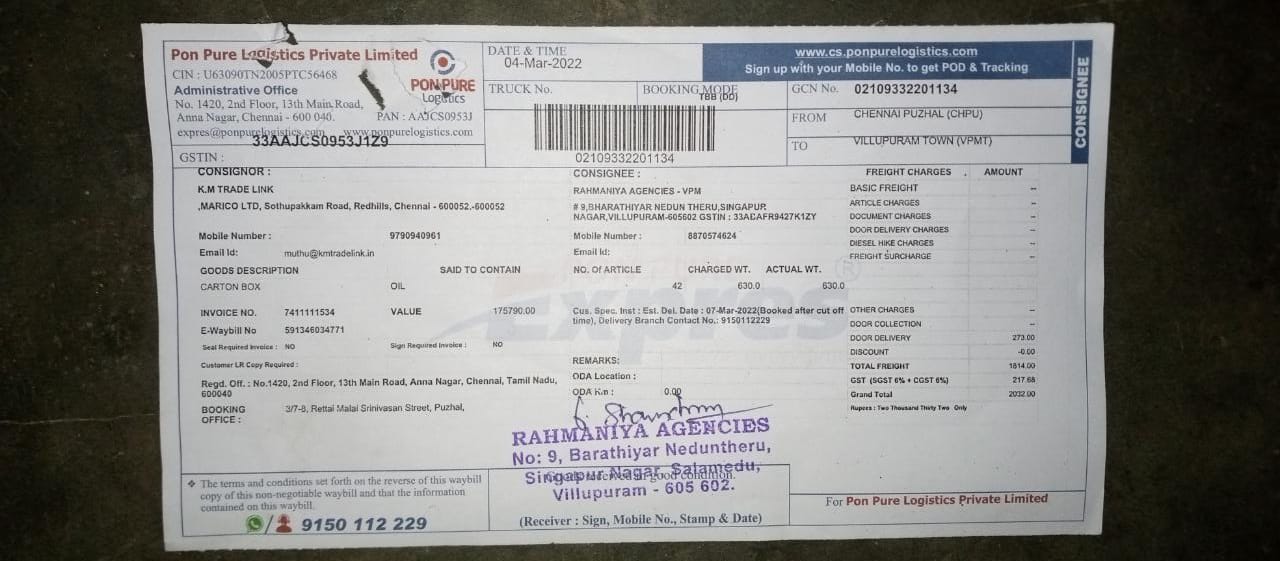 Pon Pure Logistics Private Limited
CIN : U63090TN2005PTC56468
Administrative Office
No. 1420, 2nd Floor, 13th Main Road,
Anna Nagar, Chennai - 600 040.
PAN : AAJCS0953J
expres@ponpurelogistics.com www.ponpurelogistics.com
33AAJCS0953J1Z9
GSTIN :
PON PURE
Logistics
DATE & TIME
04-Mar-2022
TRUCK No.
BOOKING MODE
TBB (DD)
02109332201134
www.cs.ponpurelogistics.com
Sign up with your Mobile No. to get POD & Tracking
GCN No. 02109332201134
FROM CHENNAI PUZHAL (CHPU)
TO VILLUPURAM TOWN (VPMT)
CONSIGNEE
CONSIGNOR :
K.M TRADE LINK
,MARICO LTD, Sothupakkam Road, Redhills, Chennai - 600052.-600052
Mobile Number : 9790940961
Email Id: muthu@kmtradelink.in
CONSIGNEE :
RAHMANIYA AGENCIES - VPM
# 9,BHARATHIYAR NEDUN THERU,SINGAPUR
NAGAR,VILLUPURAM-605602 GSTIN : 33ADAFR9427K1ZY
Mobile Number : 8870574624
Email Id:
GOODS DESCRIPTION SAID TO CONTAIN NO. Of ARTICLE CHARGED WT. ACTUAL WT.
CARTON BOX OIL 42 630.0 630.0
expres
INVOICE NO. 7411111534 VALUE 175790.00
E-Waybill No 591346034771
Seal Required Invoice : NO Sign Required Invoice : NO
Customer LR Copy Required :
Regd. Off. : No.1420, 2nd Floor, 13th Main Road, Anna Nagar, Chennai, Tamil Nadu,
600040
BOOKING OFFICE : 3/7-8, Rettai Malai Srinivasan Street, Puzhal,
Cus. Spec. Inst : Est. Del. Date : 07-Mar-2022(Booked after cut off
time), Delivery Branch Contact No.: 9150112229
REMARKS:
ODA Location :
ODA Km : 0.00
FREIGHT CHARGES AMOUNT
BASIC FREIGHT --
ARTICLE CHARGES --
DOCUMENT CHARGES --
DOOR DELIVERY CHARGES --
DIESEL HIKE CHARGES --
FREIGHT SURCHARGE --
OTHER CHARGES --
DOOR COLLECTION --
DOOR DELIVERY 273.00
DISCOUNT -0.00
TOTAL FREIGHT 1814.00
GST (SGST 6% + CGST 6%) 217.68
Grand Total 2032.00
Rupees : Two Thousand Thirty Two Only
RAHMANIYA AGENCIES
No: 9, Barathiyar Neduntheru,
Singapur Nagar, Salamedu,
Villupuram - 605 602.
good condition.
(Receiver : Sign, Mobile No., Stamp & Date)
❖ The terms and conditions set forth on the reverse of this waybill
copy of this non-negotiable waybill and that the information
contained on this waybill.
9150 112 229
For Pon Pure Logistics Private Limited